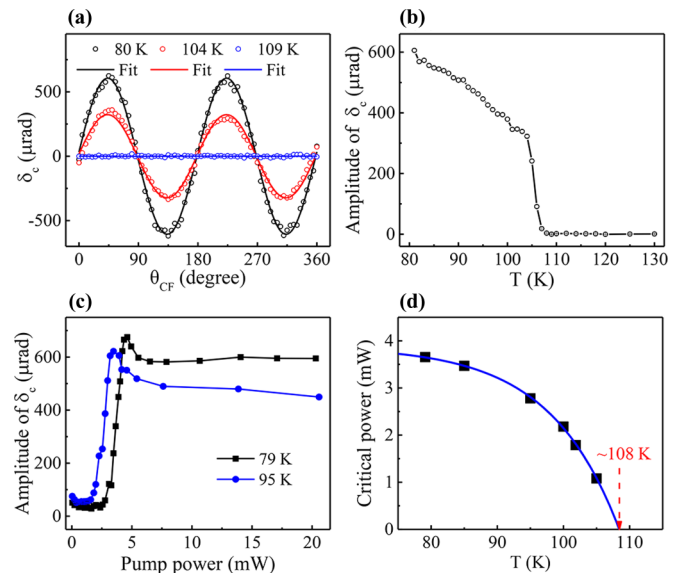 (a)
80 K 104 K 109 K
Fit Fit Fit
500
0
-500
δc (μrad)
0 90 180 270 360
θCF (degree)
(b)
600
400
200
0
Amplitude of δc (μrad)
80 90 100 110 120 130
T (K)
(c)
800
600
400
200
0
Amplitude of δc (μrad)
79 K
95 K
0 5 10 15 20
Pump power (mW)
(d)
4
3
2
1
0
Critical power (mW)
~108 K
80 90 100 110
T (K)